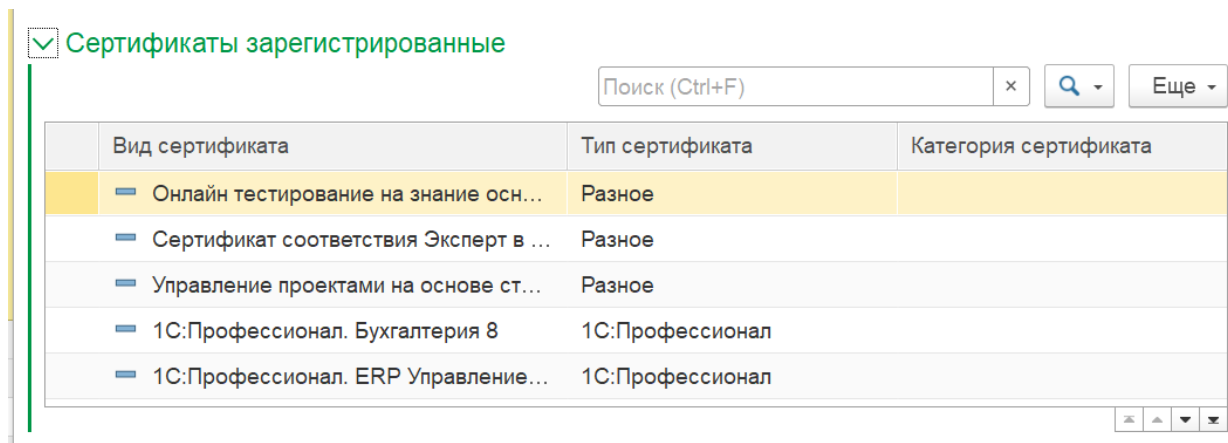 Сертификаты зарегистрированные
Поиск (Ctrl+F) × Еще
Вид сертификата Тип сертификата Категория сертификата
Онлайн тестирование на знание осн... Разное
Сертификат соответствия Эксперт в ... Разное
Управление проектами на основе ст... Разное
1С:Профессионал. Бухгалтерия 8 1С:Профессионал
1С:Профессионал. ERP Управление... 1С:Профессионал